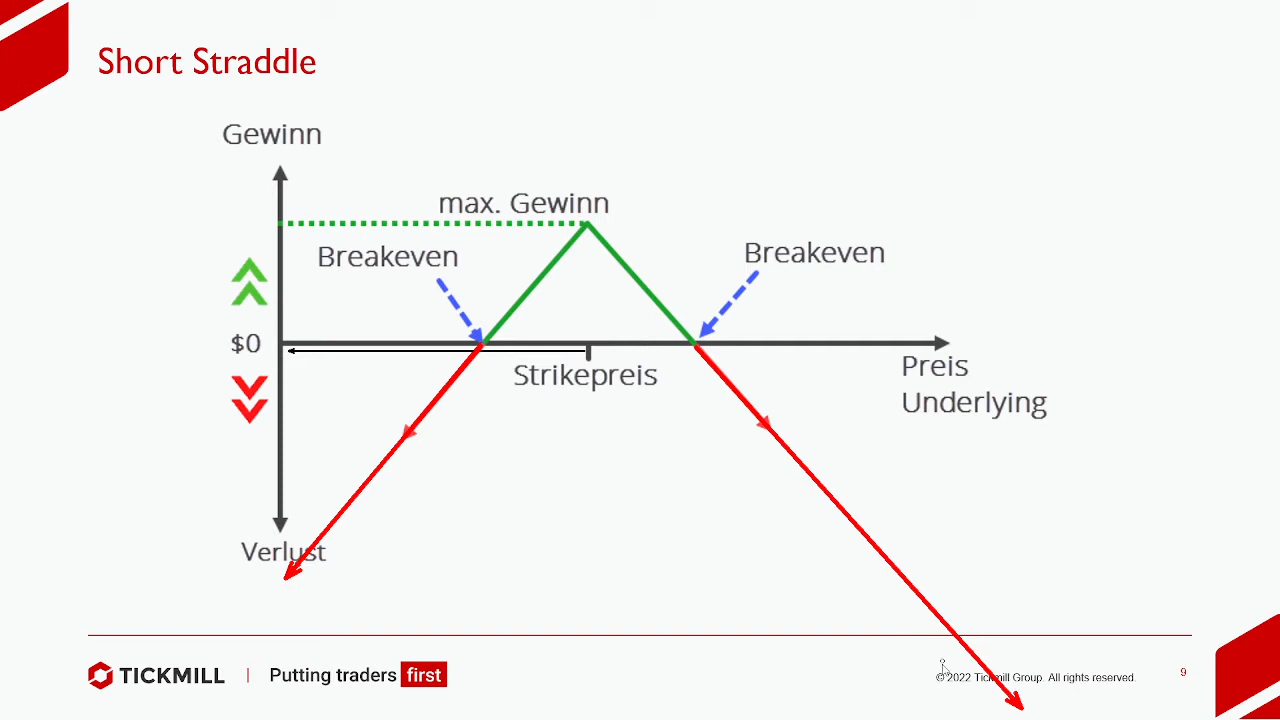 Short Straddle
Gewinn
max. Gewinn
Breakeven
Breakeven
$0
Strikepreis
Preis
Underlying
Verlust
TICKMILL | Putting traders first
©2022 Tickmill Group. All rights reserved.
9